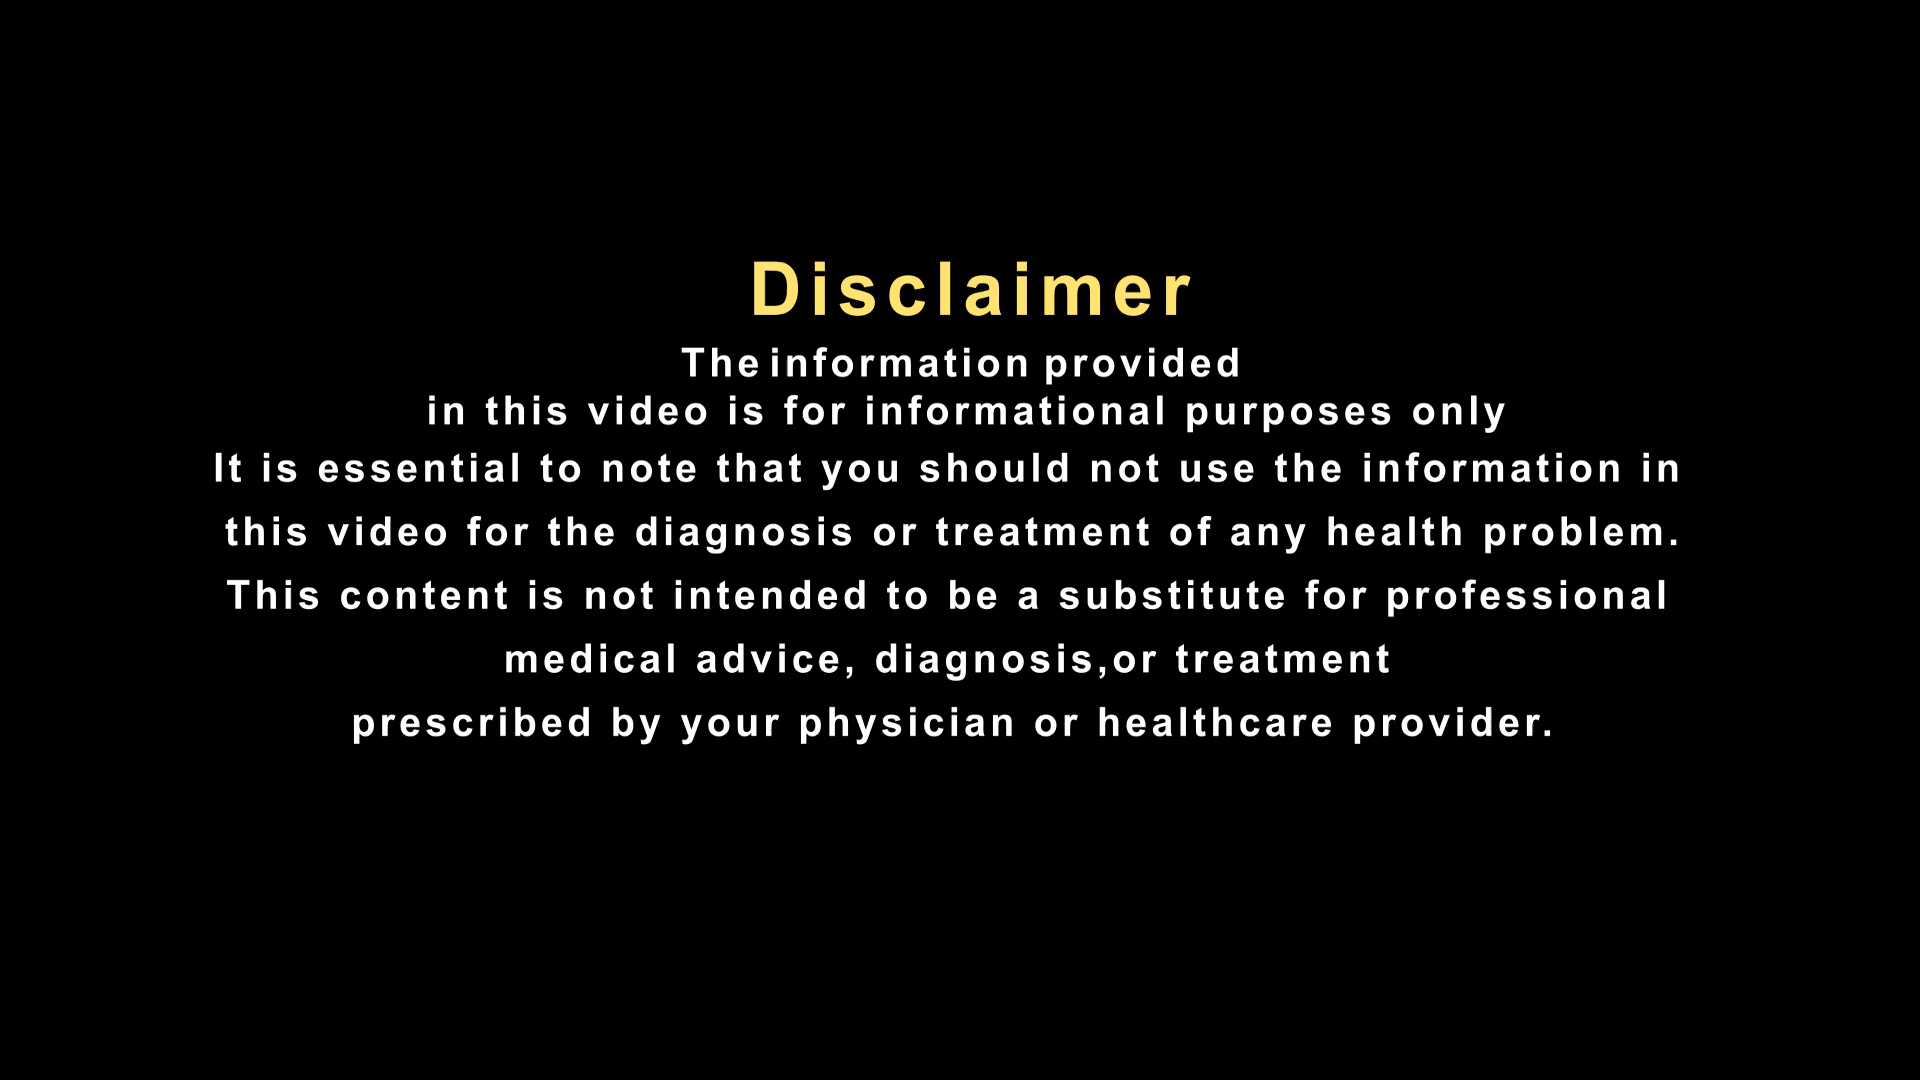 Disclaimer
The information provided
in this video is for informational purposes only
It is essential to note that you should not use the information in
this video for the diagnosis or treatment of any health problem.
This content is not intended to be a substitute for professional
medical advice, diagnosis,or treatment
prescribed by your physician or healthcare provider.